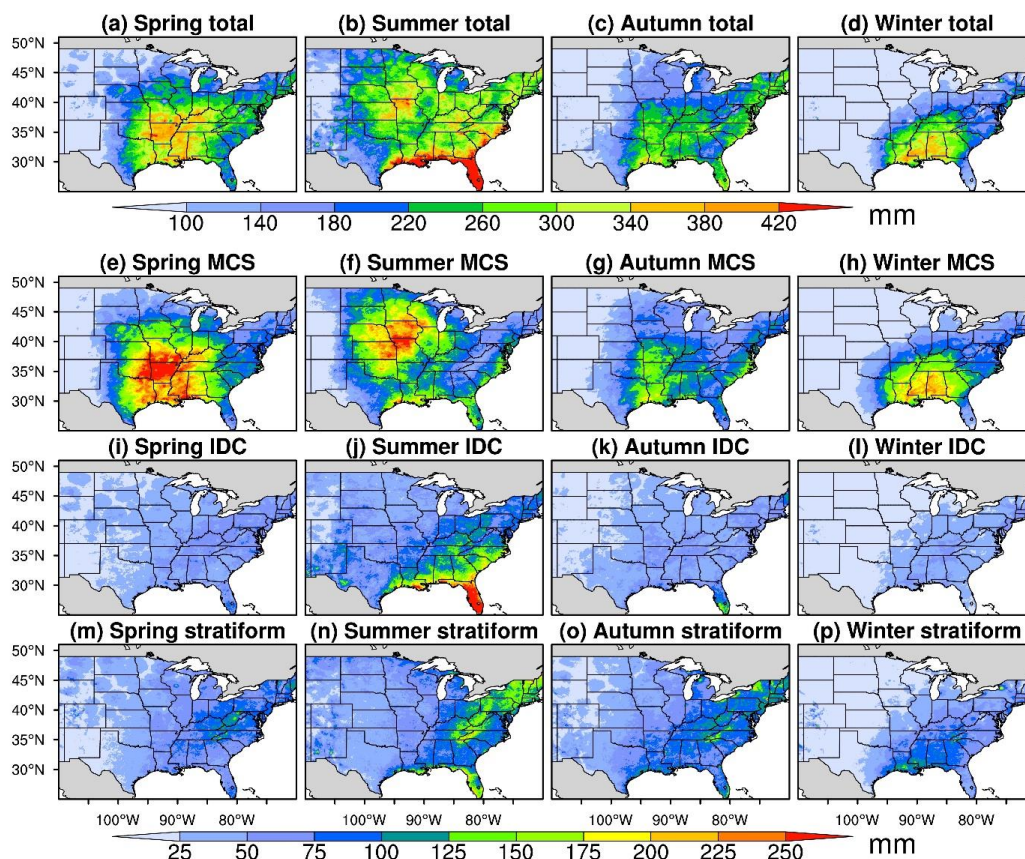 (a) Spring total (b) Summer total (c) Autumn total (d) Winter total
50°N
45°N
40°N
35°N
30°N
100 140 180 220 260 300 340 380 420 mm
(e) Spring MCS (f) Summer MCS (g) Autumn MCS (h) Winter MCS
50°N
45°N
40°N
35°N
30°N
(i) Spring IDC (j) Summer IDC (k) Autumn IDC (l) Winter IDC
50°N
45°N
40°N
35°N
30°N
(m) Spring stratiform (n) Summer stratiform (o) Autumn stratiform (p) Winter stratiform
50°N
45°N
40°N
35°N
30°N
100°W 90°W 80°W 100°W 90°W 80°W 100°W 90°W 80°W 100°W 90°W 80°W
25 50 75 100 125 150 175 200 225 250 mm